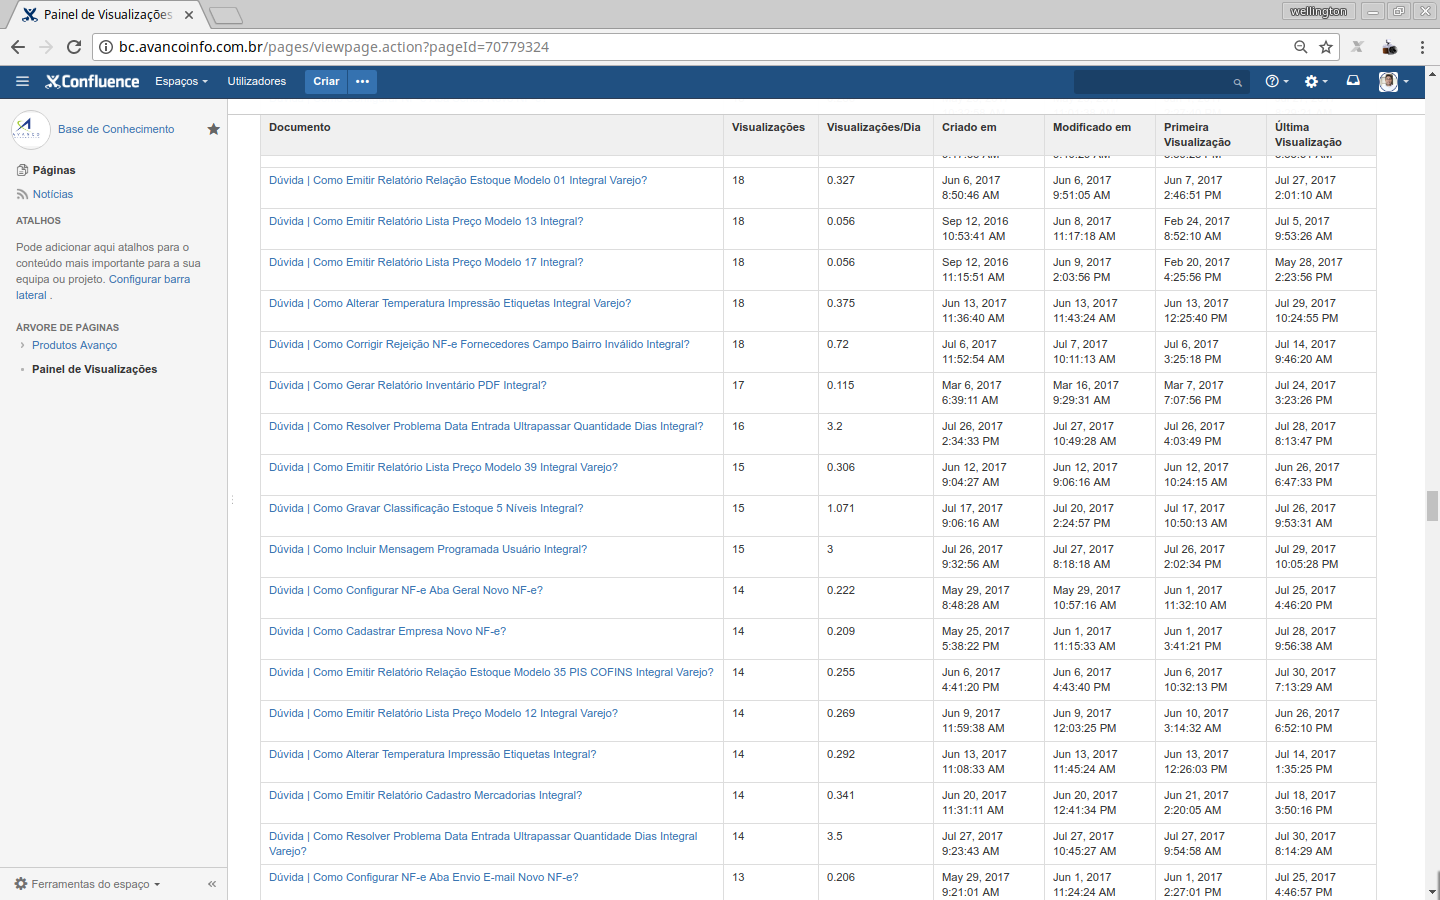 Painel de Visualizações
wellington
bc.avancoinfo.com.br/pages/viewpage.action?pageId=70779324
Confluence Espaços Utilizadores Criar •••
Base de Conhecimento
Páginas
Notícias
ATALHOS
Pode adicionar aqui atalhos para o
conteúdo mais importante para a sua
equipa ou projeto. Configurar barra
lateral .
ÁRVORE DE PÁGINAS
Produtos Avanço
Painel de Visualizações
Ferramentas do espaço
Documento Visualizações Visualizações/Dia Criado em Modificado em Primeira Última
Visualização Visualização
Dúvida | Como Emitir Relatório Relação Estoque Modelo 01 Integral Varejo? 18 0.327 Jun 6, 2017 Jun 6, 2017 Jun 7, 2017 Jul 27, 2017
8:50:46 AM 9:51:05 AM 2:46:51 PM 2:01:10 AM
Dúvida | Como Emitir Relatório Lista Preço Modelo 13 Integral? 18 0.056 Sep 12, 2016 Jun 8, 2017 Feb 24, 2017 Jul 5, 2017
10:53:41 AM 11:17:18 AM 8:52:10 AM 9:53:26 AM
Dúvida | Como Emitir Relatório Lista Preço Modelo 17 Integral? 18 0.056 Sep 12, 2016 Jun 9, 2017 Feb 20, 2017 May 28, 2017
11:15:51 AM 2:03:56 PM 4:25:56 PM 2:23:56 PM
Dúvida | Como Alterar Temperatura Impressão Etiquetas Integral Varejo? 18 0.375 Jun 13, 2017 Jun 13, 2017 Jun 13, 2017 Jul 29, 2017
11:36:40 AM 11:43:24 AM 12:25:40 PM 10:24:55 PM
Dúvida | Como Corrigir Rejeição NF-e Fornecedores Campo Bairro Inválido Integral? 18 0.72 Jul 6, 2017 Jul 7, 2017 Jul 6, 2017 Jul 14, 2017
11:52:54 AM 10:11:13 AM 3:25:18 PM 9:46:20 AM
Dúvida | Como Gerar Relatório Inventário PDF Integral? 17 0.115 Mar 6, 2017 Mar 16, 2017 Mar 7, 2017 Jul 24, 2017
6:39:11 AM 9:29:31 AM 7:07:56 PM 3:23:26 PM
Dúvida | Como Resolver Problema Data Entrada Ultrapassar Quantidade Dias Integral? 16 3.2 Jul 26, 2017 Jul 27, 2017 Jul 26, 2017 Jul 28, 2017
2:34:33 PM 10:49:28 AM 4:03:49 PM 8:13:47 PM
Dúvida | Como Emitir Relatório Lista Preço Modelo 39 Integral Varejo? 15 0.306 Jun 12, 2017 Jun 12, 2017 Jun 12, 2017 Jun 26, 2017
9:04:27 AM 9:06:16 AM 10:24:15 AM 6:47:33 PM
Dúvida | Como Gravar Classificação Estoque 5 Níveis Integral? 15 1.071 Jul 17, 2017 Jul 20, 2017 Jul 17, 2017 Jul 26, 2017
9:06:16 AM 2:24:57 PM 10:50:13 AM 9:53:31 AM
Dúvida | Como Incluir Mensagem Programada Usuário Integral? 15 3 Jul 26, 2017 Jul 27, 2017 Jul 26, 2017 Jul 29, 2017
9:32:56 AM 8:18:18 AM 2:02:34 PM 10:05:28 PM
Dúvida | Como Configurar NF-e Aba Geral Novo NF-e? 14 0.222 May 29, 2017 May 29, 2017 Jun 1, 2017 Jul 25, 2017
8:48:28 AM 10:57:16 AM 11:32:10 AM 4:46:20 PM
Dúvida | Como Cadastrar Empresa Novo NF-e? 14 0.209 May 25, 2017 Jun 1, 2017 Jun 1, 2017 Jul 28, 2017
5:38:22 PM 11:15:33 AM 3:41:21 PM 9:56:38 AM
Dúvida | Como Emitir Relatório Relação Estoque Modelo 35 PIS COFINS Integral Varejo? 14 0.255 Jun 6, 2017 Jun 6, 2017 Jun 6, 2017 Jul 30, 2017
4:41:20 PM 4:43:40 PM 10:32:13 PM 7:13:29 AM
Dúvida | Como Emitir Relatório Lista Preço Modelo 12 Integral Varejo? 14 0.269 Jun 9, 2017 Jun 9, 2017 Jun 10, 2017 Jun 26, 2017
11:59:38 AM 12:03:25 PM 3:14:32 AM 6:52:10 PM
Dúvida | Como Alterar Temperatura Impressão Etiquetas Integral? 14 0.292 Jun 13, 2017 Jun 13, 2017 Jun 13, 2017 Jul 14, 2017
11:08:33 AM 11:45:24 AM 12:26:03 PM 1:35:25 PM
Dúvida | Como Emitir Relatório Cadastro Mercadorias Integral? 14 0.341 Jun 20, 2017 Jun 20, 2017 Jun 21, 2017 Jul 18, 2017
11:31:11 AM 12:41:34 PM 2:20:05 AM 3:50:16 PM
Dúvida | Como Resolver Problema Data Entrada Ultrapassar Quantidade Dias Integral 14 3.5 Jul 27, 2017 Jul 27, 2017 Jul 27, 2017 Jul 30, 2017
Varejo? 9:23:43 AM 10:45:27 AM 9:54:58 AM 8:14:29 AM
Dúvida | Como Configurar NF-e Aba Envio E-mail Novo NF-e? 13 0.206 May 29, 2017 Jun 1, 2017 Jun 1, 2017 Jul 25, 2017
9:21:01 AM 11:24:24 AM 2:27:01 PM 4:46:57 PM